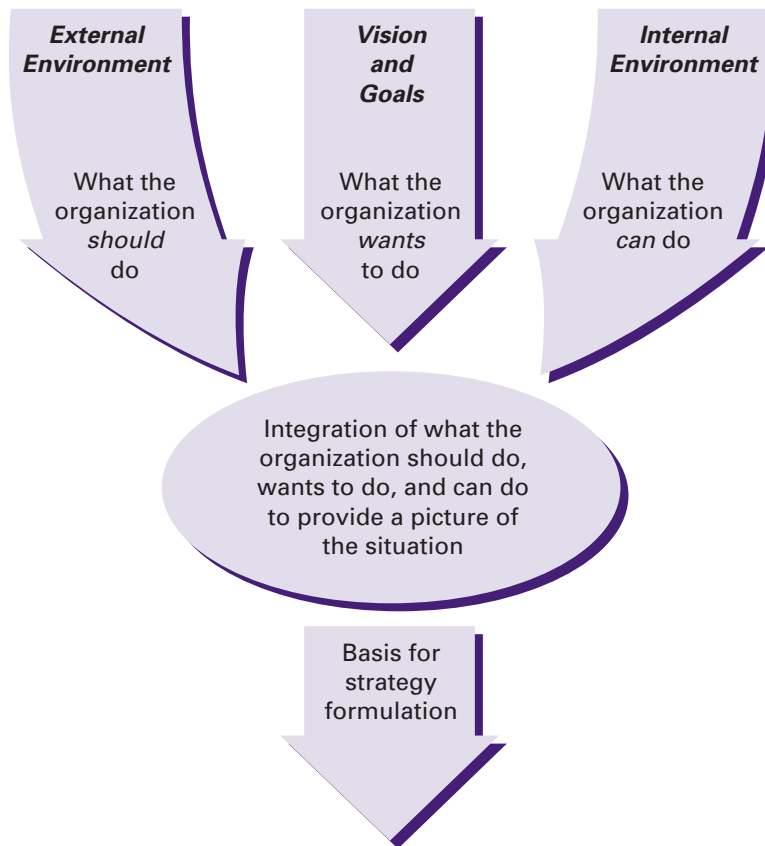 External
Environment
What the
organization
should
do
Vision
and
Goals
What the
organization
wants
to do
Internal
Environment
What the
organization
can do
Integration of what the
organization should do,
wants to do, and can do
to provide a picture of
the situation
Basis for
strategy
formulation